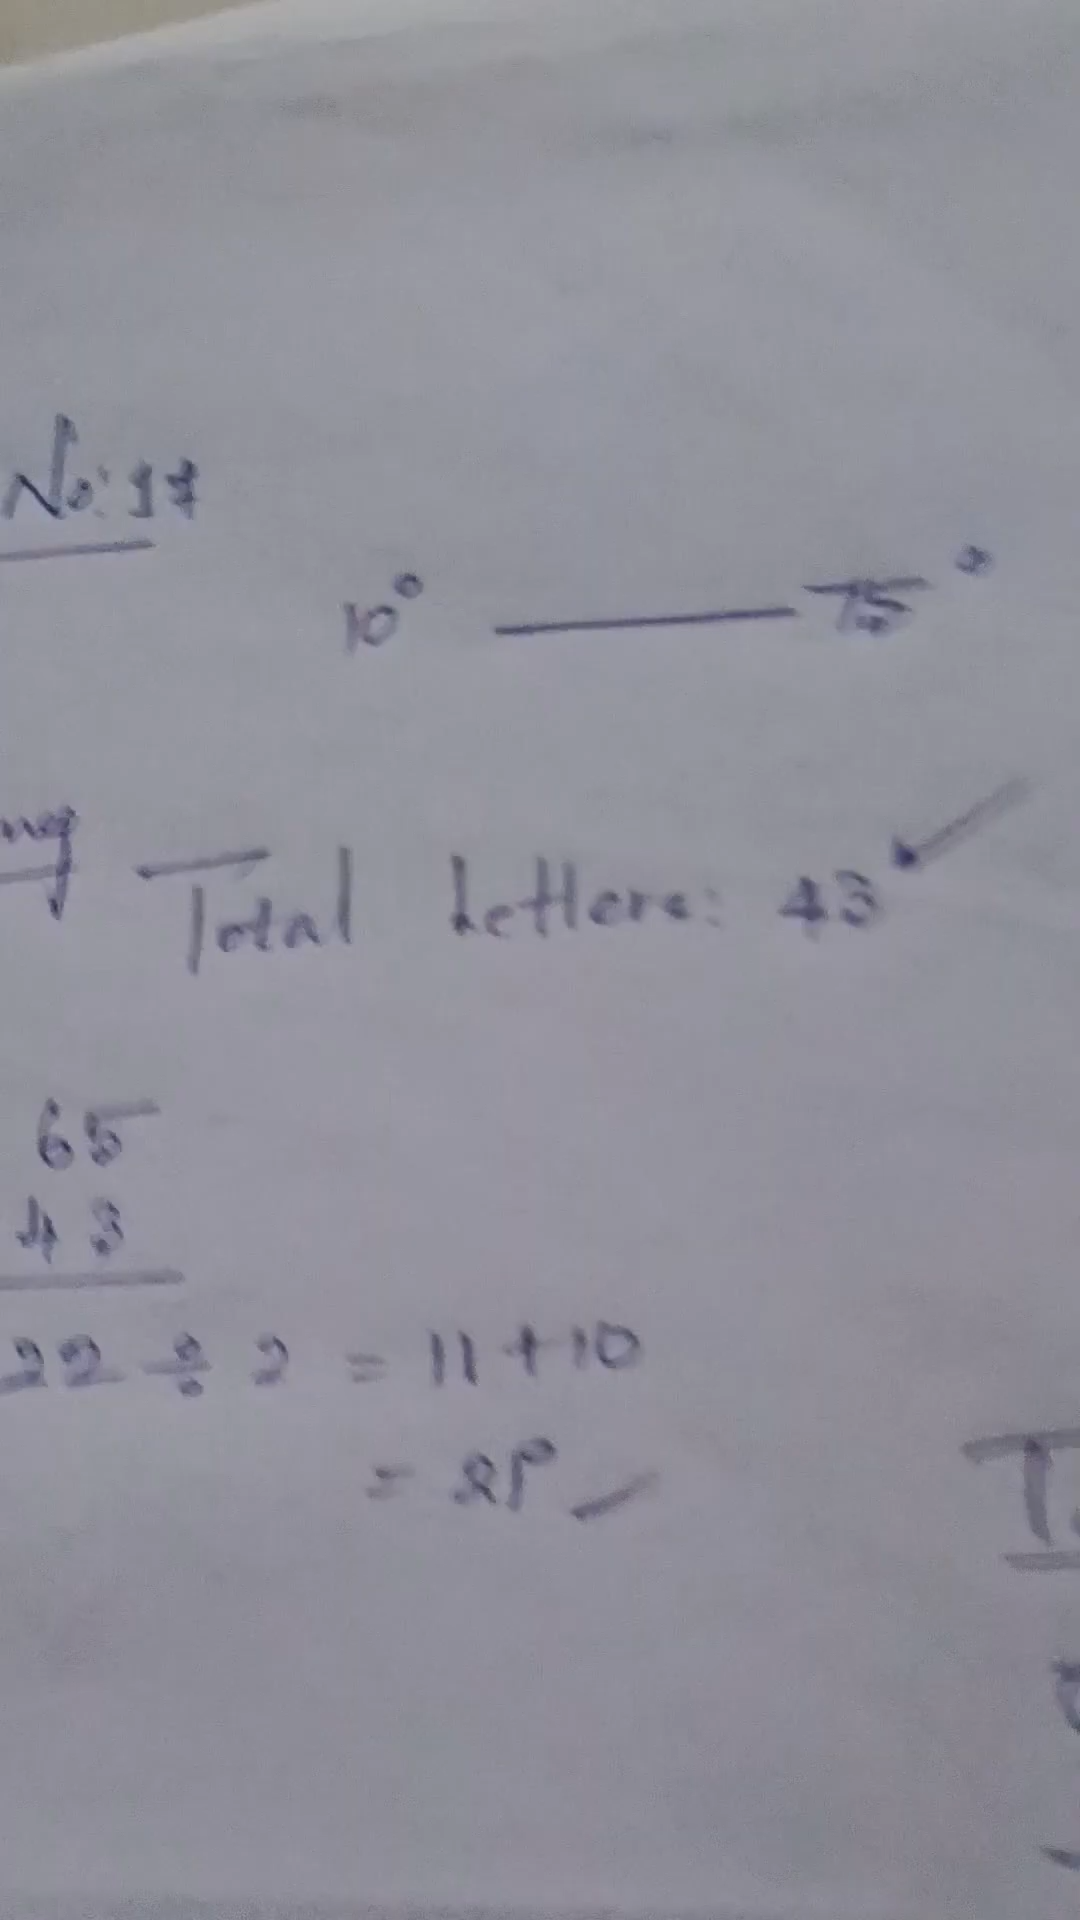 No: 17
10° — 75°
Total Letters: 43
65
43
22 ÷ 2 = 11 + 10
= 21°